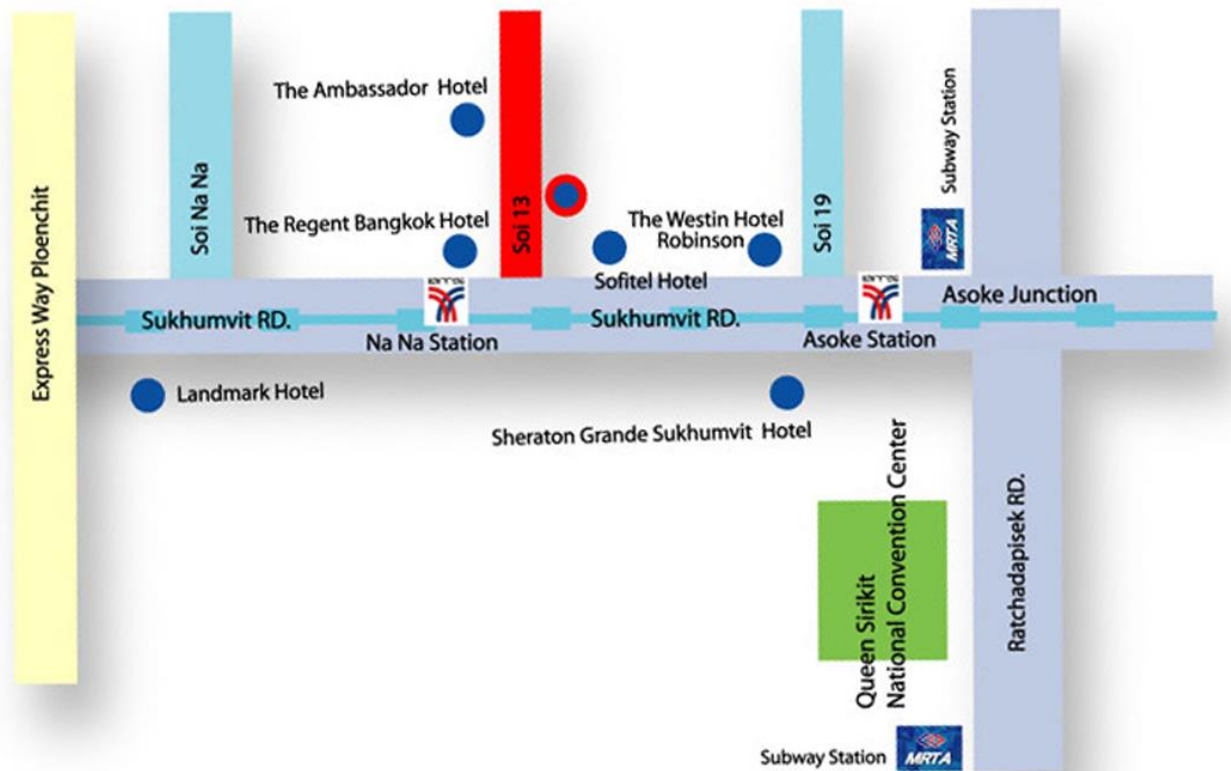 The Ambassador Hotel
Subway Station
Soi Na Na
Soi 13
Soi 19
Express Way Ploenchit
The Regent Bangkok Hotel
The Westin Hotel
Robinson
MRTA
Sofitel Hotel
BTS
BTS
Asoke Junction
Sukhumvit RD.
Sukhumvit RD.
Na Na Station
Asoke Station
Landmark Hotel
Sheraton Grande Sukhumvit Hotel
Queen Sirikit
National Convention Center
Ratchadapisek RD.
Subway Station
MRTA